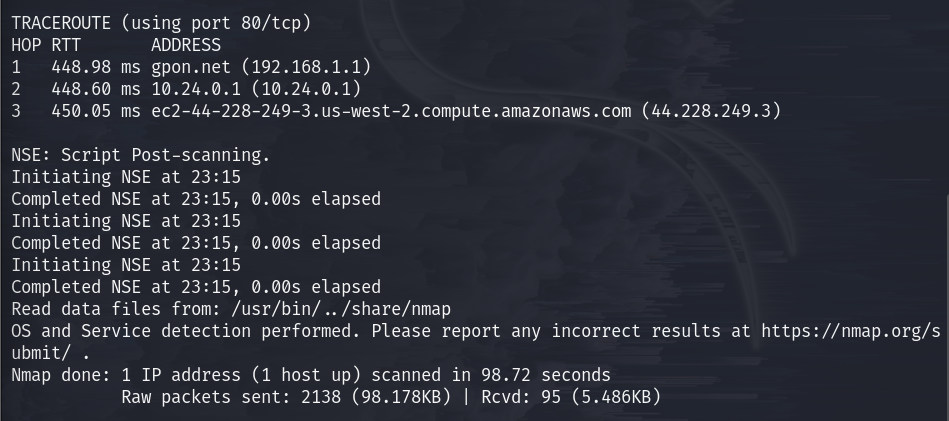 TRACEROUTE (using port 80/tcp)
HOP RTT       ADDRESS
1   448.98 ms gpon.net (192.168.1.1)
2   448.60 ms 10.24.0.1 (10.24.0.1)
3   450.05 ms ec2-44-228-249-3.us-west-2.compute.amazonaws.com (44.228.249.3)

NSE: Script Post-scanning.
Initiating NSE at 23:15
Completed NSE at 23:15, 0.00s elapsed
Initiating NSE at 23:15
Completed NSE at 23:15, 0.00s elapsed
Initiating NSE at 23:15
Completed NSE at 23:15, 0.00s elapsed
Read data files from: /usr/bin/../share/nmap
OS and Service detection performed. Please report any incorrect results at https://nmap.org/s
ubmit/ .
Nmap done: 1 IP address (1 host up) scanned in 98.72 seconds
           Raw packets sent: 2138 (98.178KB) | Rcvd: 95 (5.486KB)